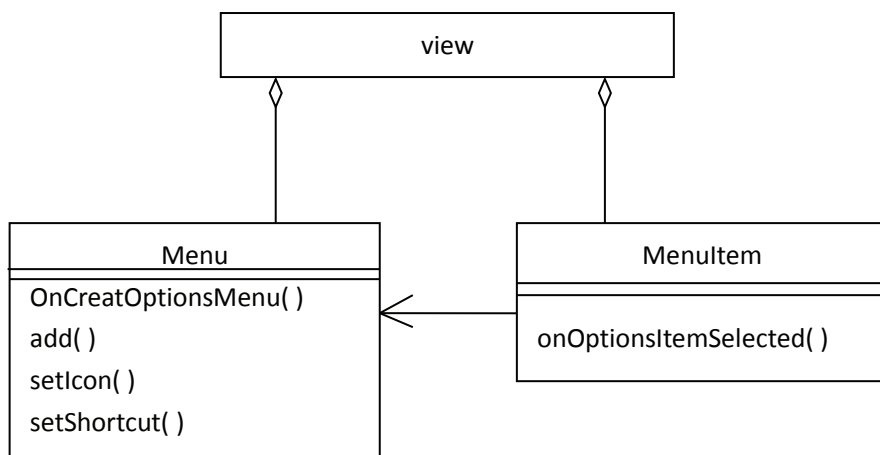 view
Menu
OnCreatOptionsMenu( )
add( )
setIcon( )
setShortcut( )
MenuItem
onOptionsItemSelected( )